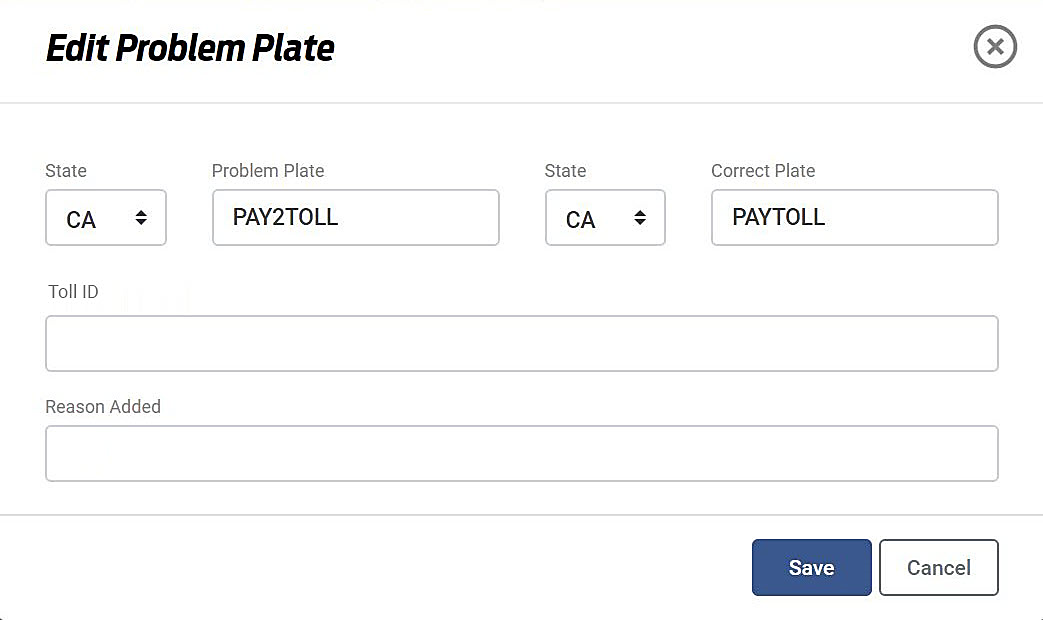 Edit Problem Plate
State Problem Plate State Correct Plate
CA PAY2TOLL CA PAYTOLL
Toll ID
Reason Added
Save Cancel